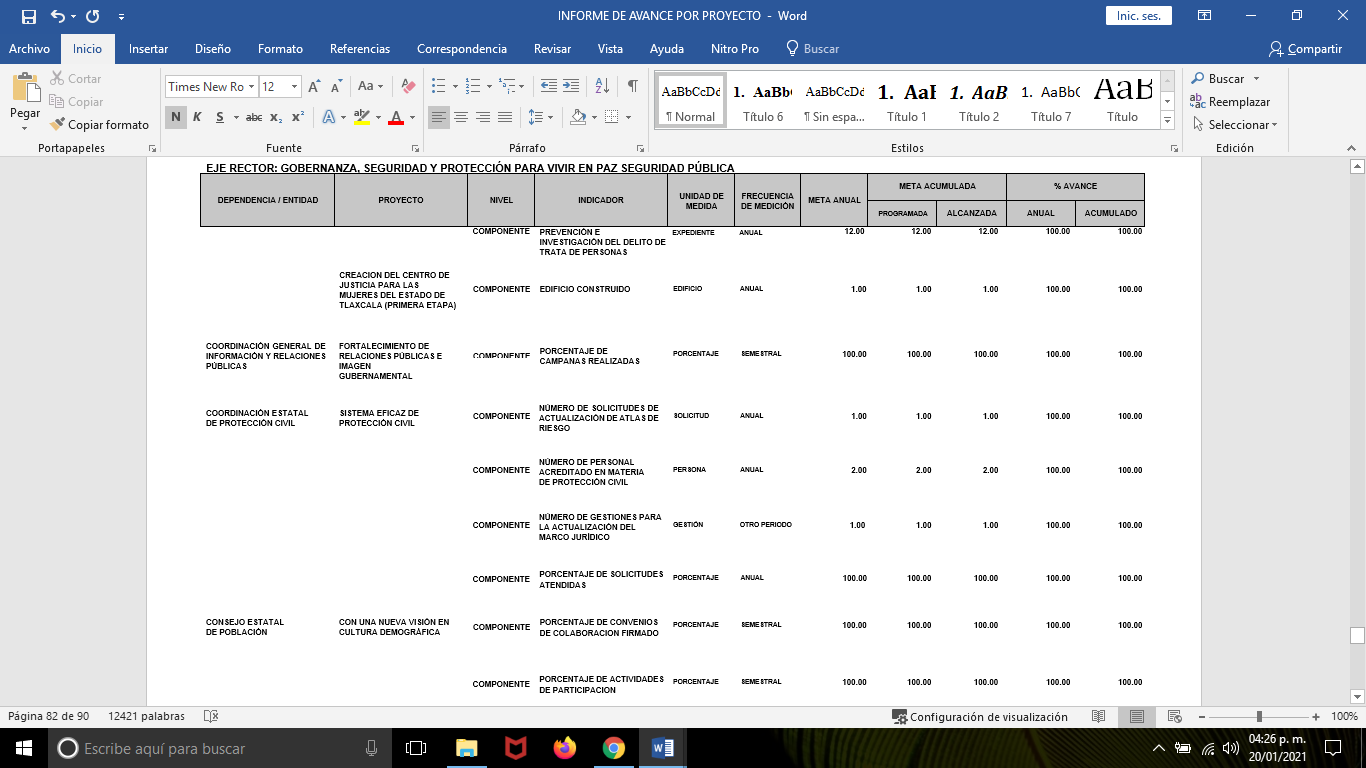 INFORME DE AVANCE POR PROYECTO - Word
Inic. ses.
Archivo Inicio Insertar Diseño Formato Referencias Correspondencia Revisar Vista Ayuda Nitro Pro Buscar Compartir
Pegar
Cortar
Copiar
Copiar formato
Portapapeles
Times New Ro 12
Fuente
Párrafo
AaBbCcDd 1. AaBb( AaBbCcDd 1. AaI 1. AaB 1. AaBb( AaB
¶ Normal Título 6 ¶ Sin espa... Título 1 Título 2 Título 7 Título
Estilos
Buscar
Reemplazar
Seleccionar
Edición
EJE RECTOR: GOBERNANZA, SEGURIDAD Y PROTECCIÓN PARA VIVIR EN PAZ SEGURIDAD PÚBLICA
DEPENDENCIA / ENTIDAD PROYECTO NIVEL INDICADOR UNIDAD DE MEDIDA FRECUENCIA DE MEDICIÓN META ANUAL META ACUMULADA % AVANCE
PROGRAMADA ALCANZADA ANUAL ACUMULADO
COMPONENTE PREVENCIÓN E EXPEDIENTE ANUAL 12.00 12.00 12.00 100.00 100.00
INVESTIGACIÓN DEL DELITO DE
TRATA DE PERSONAS
CREACION DEL CENTRO DE
JUSTICIA PARA LAS
MUJERES DEL ESTADO DE
TLAXCALA (PRIMERA ETAPA)
COMPONENTE EDIFICIO CONSTRUIDO EDIFICIO ANUAL 1.00 1.00 1.00 100.00 100.00
COORDINACIÓN GENERAL DE
INFORMACIÓN Y RELACIONES
PÚBLICAS
FORTALECIMIENTO DE
RELACIONES PÚBLICAS E
IMAGEN
GUBERNAMENTAL
COMPONENTE PORCENTAJE DE
CAMPANAS REALIZADAS
PORCENTAJE SEMESTRAL 100.00 100.00 100.00 100.00 100.00
COORDINACIÓN ESTATAL
DE PROTECCIÓN CIVIL
SISTEMA EFICAZ DE
PROTECCIÓN CIVIL
COMPONENTE NÚMERO DE SOLICITUDES DE
ACTUALIZACIÓN DE ATLAS DE
RIESGO
SOLICITUD ANUAL 1.00 1.00 1.00 100.00 100.00
COMPONENTE NÚMERO DE PERSONAL
ACREDITADO EN MATERIA
DE PROTECCIÓN CIVIL
PERSONA ANUAL 2.00 2.00 2.00 100.00 100.00
COMPONENTE NÚMERO DE GESTIONES PARA
LA ACTUALIZACIÓN DEL
MARCO JURÍDICO
GESTIÓN OTRO PERIODO 1.00 1.00 1.00 100.00 100.00
COMPONENTE PORCENTAJE DE SOLICITUDES
ATENDIDAS
PORCENTAJE ANUAL 100.00 100.00 100.00 100.00 100.00
CONSEJO ESTATAL
DE POBLACIÓN
CON UNA NUEVA VISIÓN EN
CULTURA DEMOGRÀFICA
COMPONENTE PORCENTAJE DE CONVENIOS
DE COLABORACION FIRMADO
PORCENTAJE SEMESTRAL 100.00 100.00 100.00 100.00 100.00
COMPONENTE PORCENTAJE DE ACTIVIDADES
DE PARTICIPACION
PORCENTAJE SEMESTRAL 100.00 100.00 100.00 100.00 100.00
Página 82 de 90 12421 palabras Configuración de visualización 100%
Escribe aquí para buscar
04:26 p. m.
20/01/2021